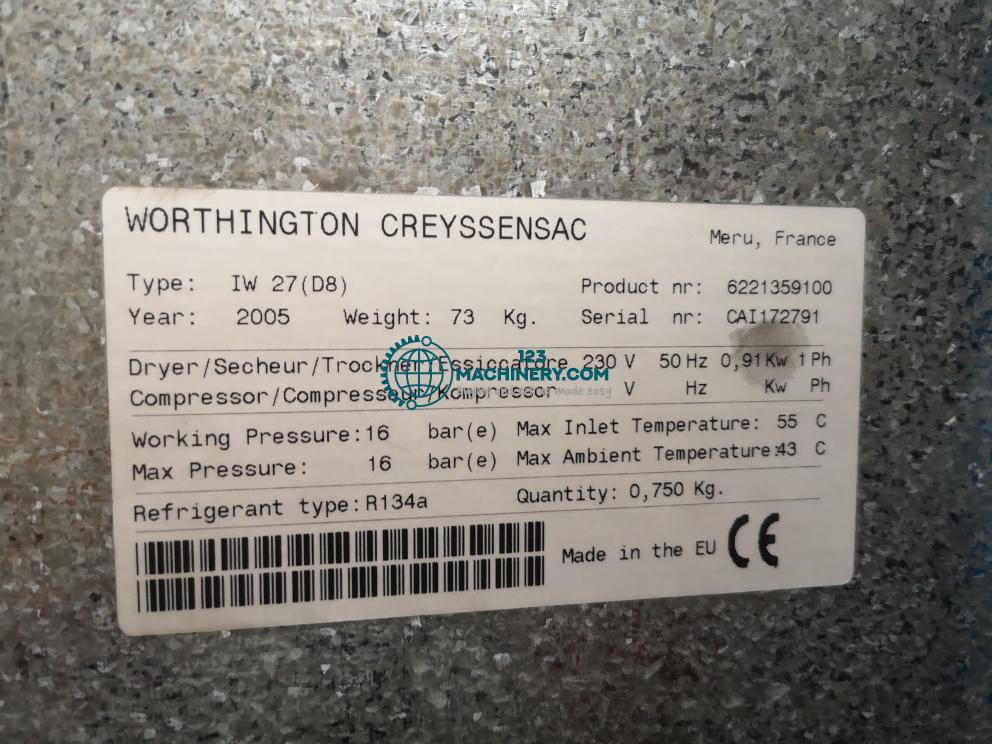 WORTHINGTON CREYSSENSAC
Meru, France
Type: IW 27(D8) Product nr: 6221359100
Year: 2005 Weight: 73 Kg. Serial nr: CAI172791
Dryer/Secheur/Trockner/Essiccatore 230 V 50 Hz 0,91 Kw 1 Ph
Compressor/Compresseur/Kompressor V Hz Kw Ph
123
MACHINERY.COM
made easy
Working Pressure:16 bar(e) Max Inlet Temperature: 55 C
Max Pressure: 16 bar(e) Max Ambient Temperature:43 C
Refrigerant type:R134a Quantity: 0,750 Kg.
Made in the EU CE